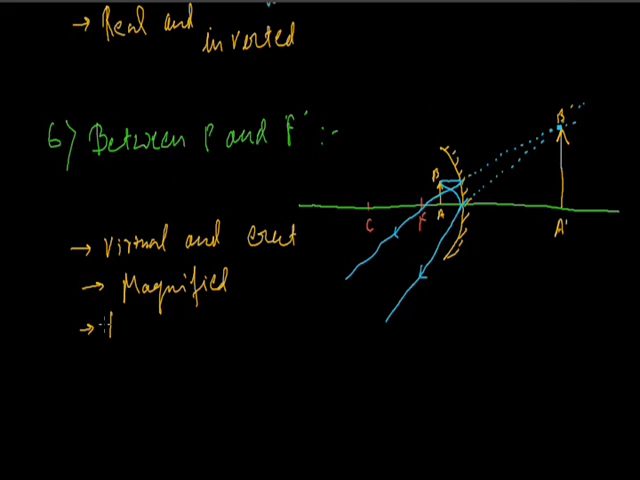 → Real and
inverted
6) Between P and F :-
→ Virtual and erect
→ Magnified
→
B'
B
C
F
A
A'